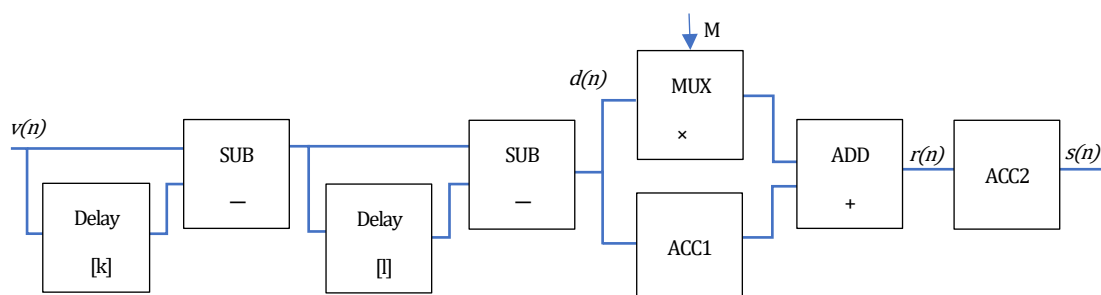 M
d(n)
MUX
×
v(n)
SUB
—
SUB
—
ADD
+
r(n)
ACC2
s(n)
Delay
[k]
Delay
[l]
ACC1